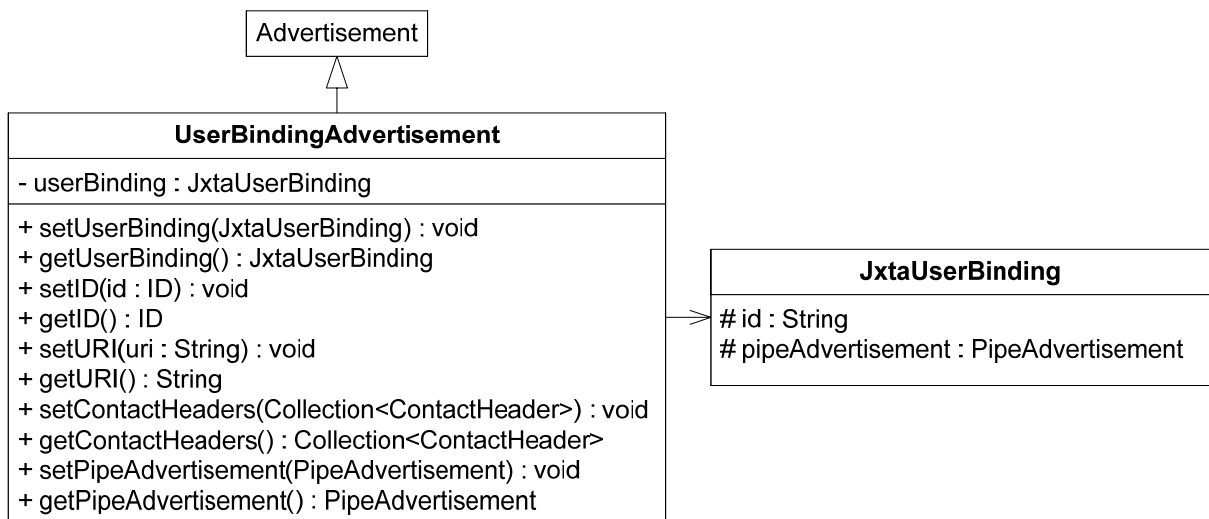 Advertisement
UserBindingAdvertisement
- userBinding : JxtaUserBinding
+ setUserBinding(JxtaUserBinding) : void
+ getUserBinding() : JxtaUserBinding
+ setID(id : ID) : void
+ getID() : ID
+ setURI(uri : String) : void
+ getURI() : String
+ setContactHeaders(Collection<ContactHeader>) : void
+ getContactHeaders() : Collection<ContactHeader>
+ setPipeAdvertisement(PipeAdvertisement) : void
+ getPipeAdvertisement() : PipeAdvertisement
JxtaUserBinding
# id : String
# pipeAdvertisement : PipeAdvertisement